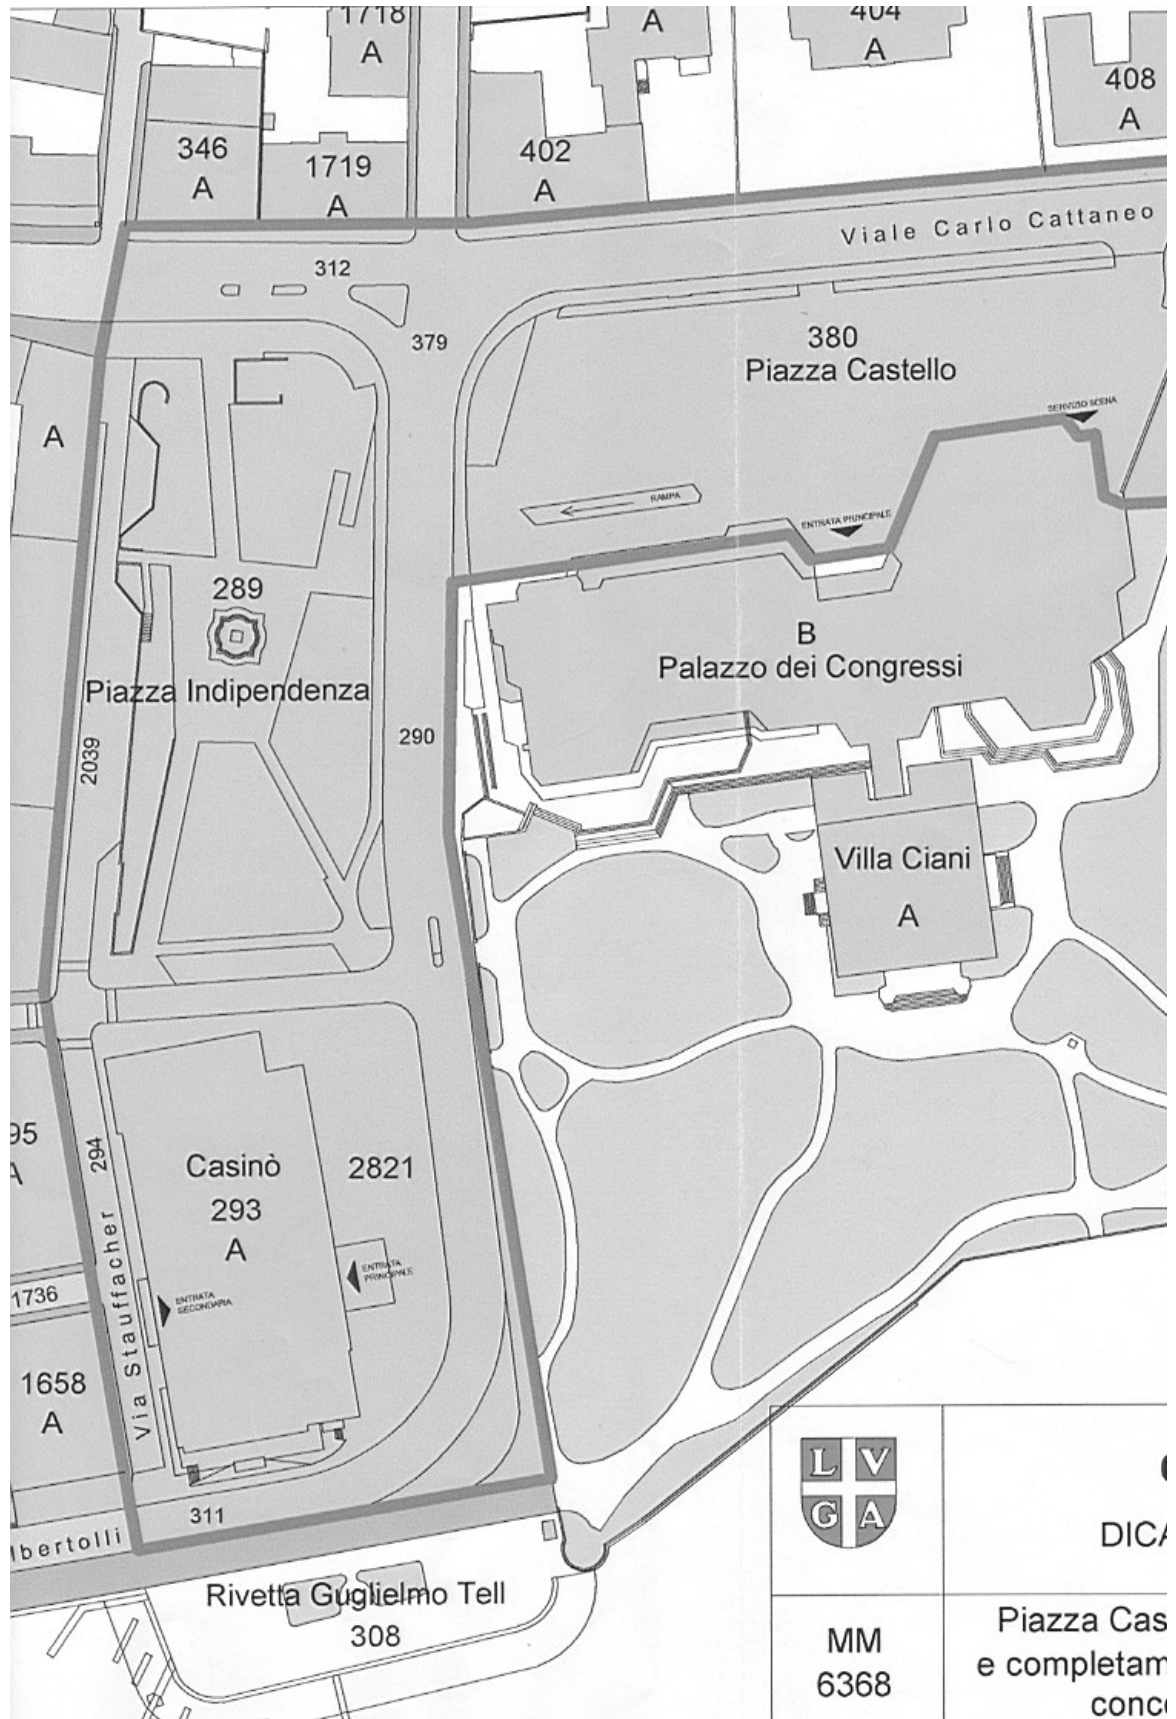 1718
A
A
404
A
408
A
346
A
1719
A
402
A
Viale Carlo Cattaneo
312
379
380
Piazza Castello
A
SERVIZIO SCENA
RAMPA
ENTRATA PRINCIPALE
289
B
Palazzo dei Congressi
Piazza Indipendenza
2039
290
Villa Ciani
A
95
A
294
Casinò
293
A
2821
ENTRATA
PRINCIPALE
ENTRATA
SECONDARIA
1736
Via Stauffacher
1658
A
311
lbertolli
Rivetta Guglielmo Tell
308
L V
G A
DICA
MM
6368
Piazza Cas
e completam
conce